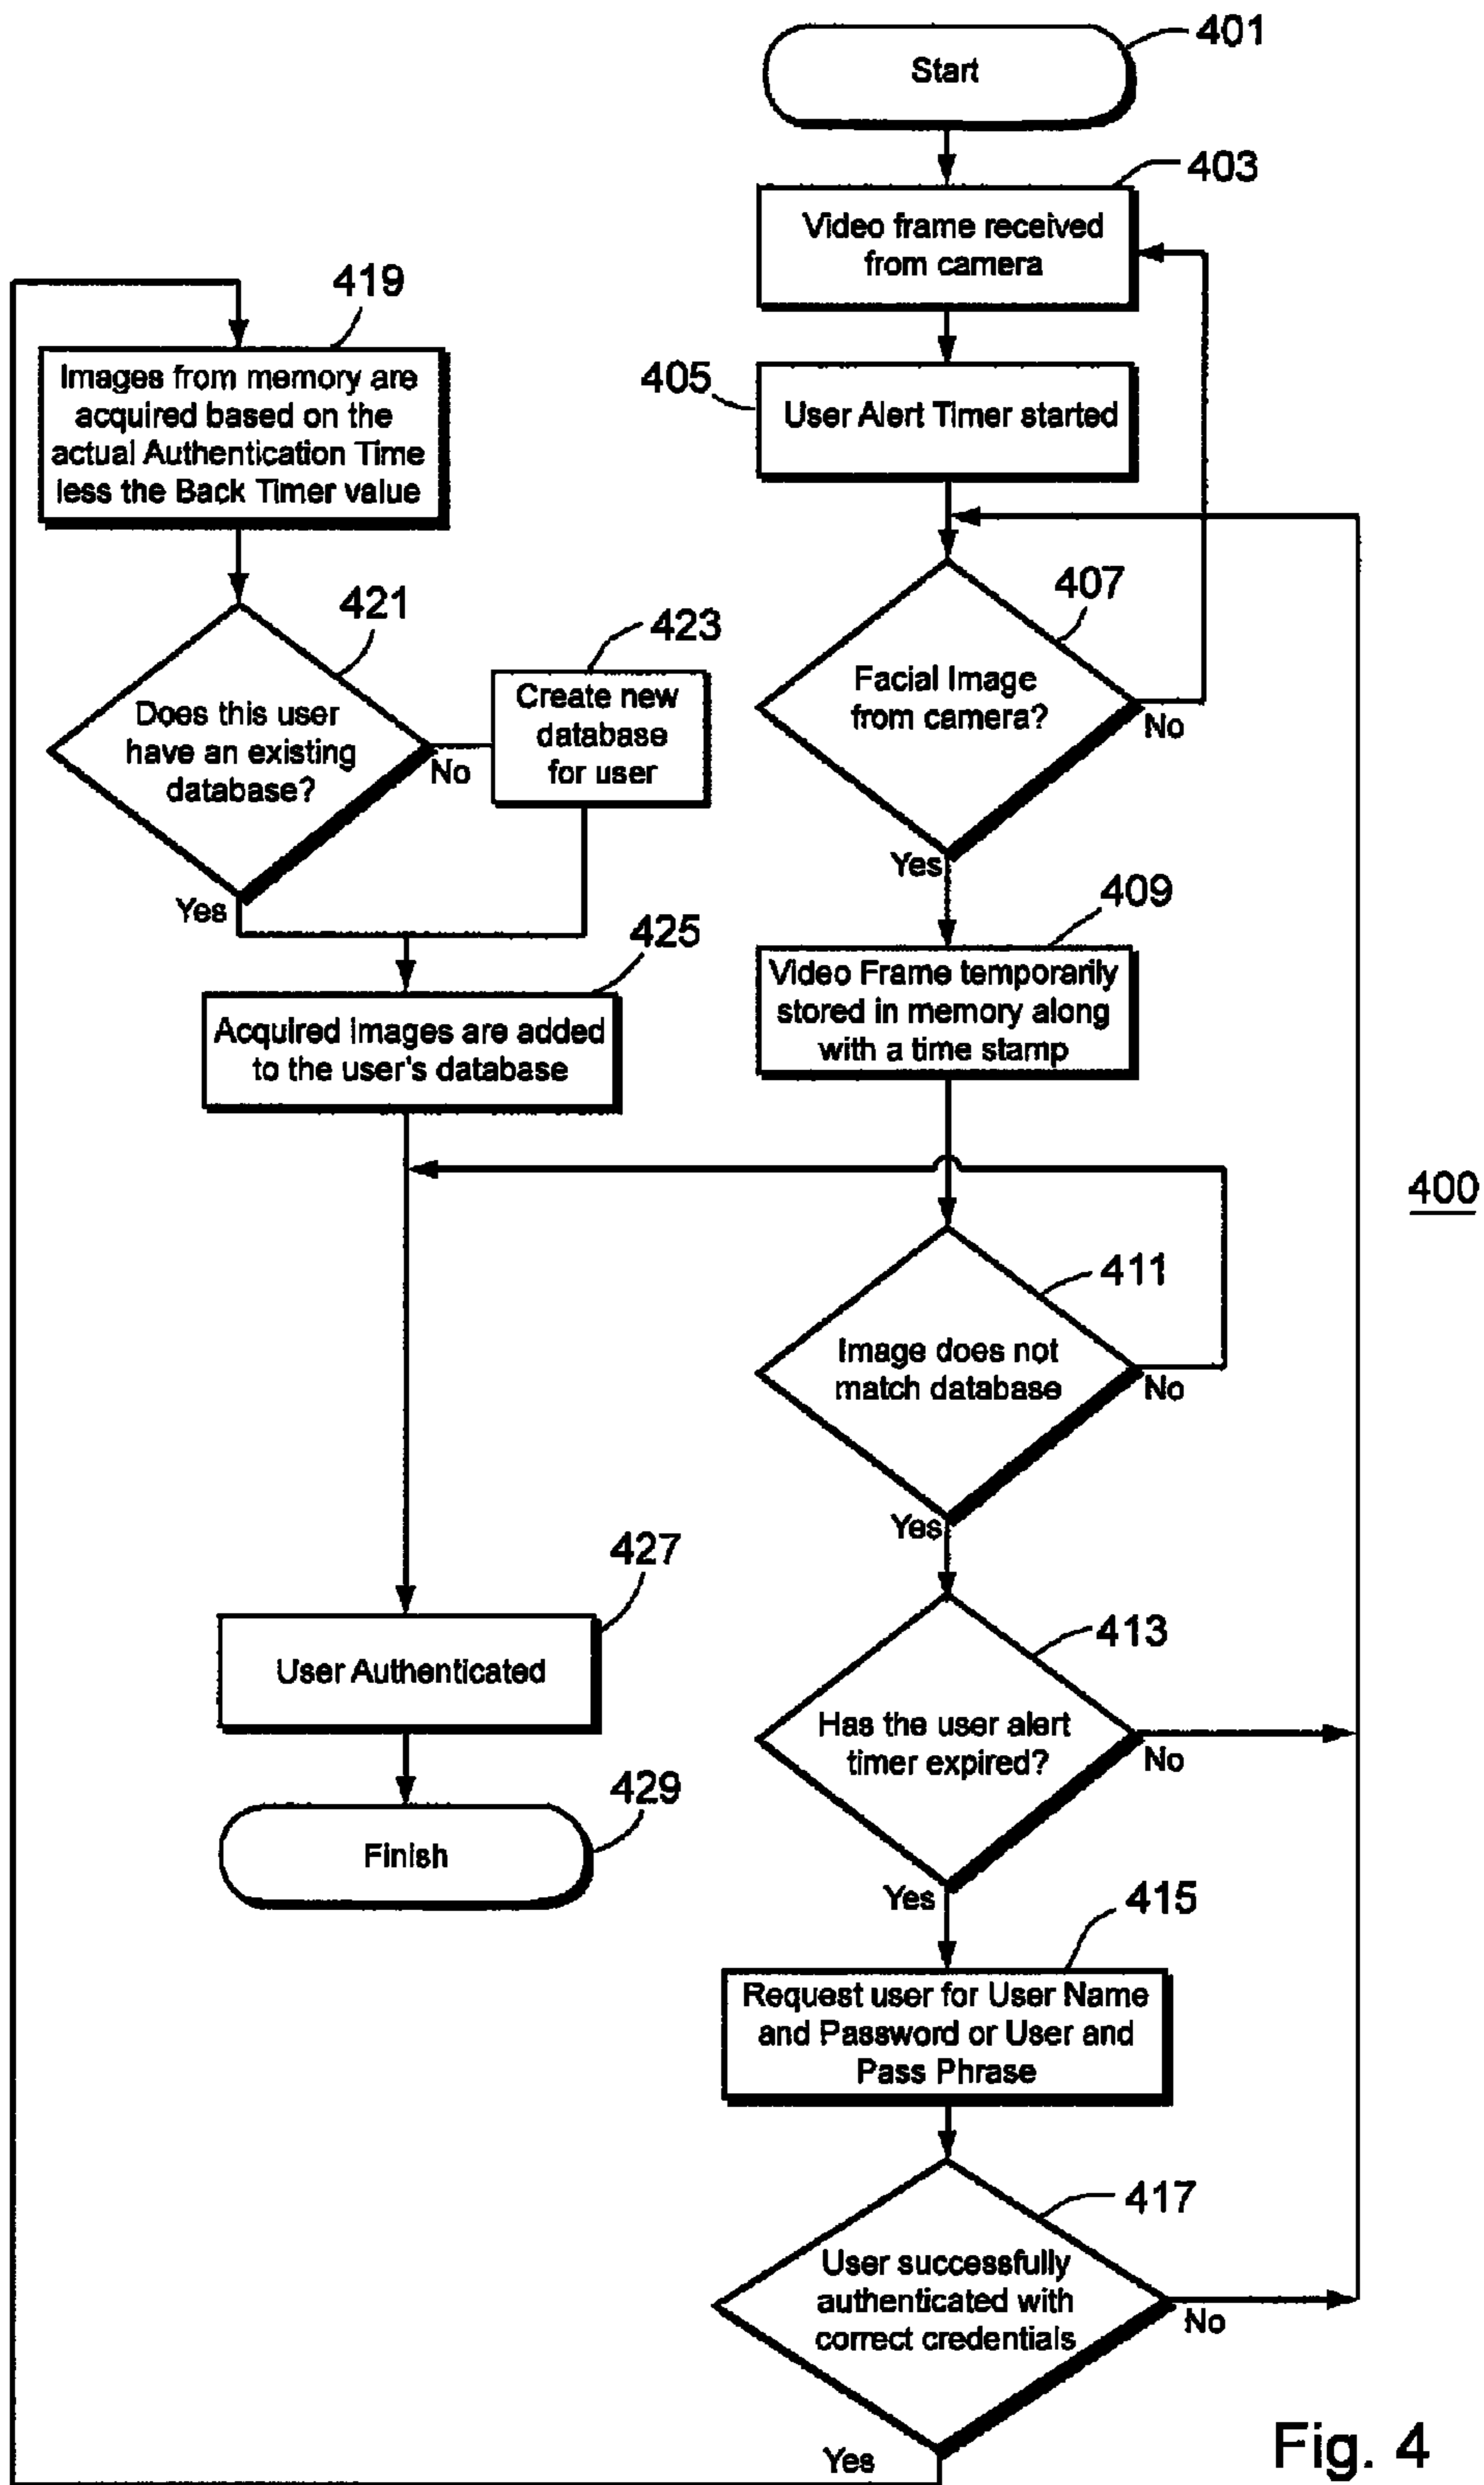 401
Start
403
Video frame received
from camera
405
User Alert Timer started
407
Facial Image
from camera?
No
Yes
409
Video Frame temporarily
stored in memory along
with a time stamp
411
Image does not
match database
No
Yes
413
Has the user alert
timer expired?
No
Yes
415
Request user for User Name
and Password or User and
Pass Phrase
417
User successfully
authenticated with
correct credentials
No
Yes
419
Images from memory are
acquired based on the
actual Authentication Time
less the Back Timer value
421
Does this user
have an existing
database?
No
Yes
423
Create new
database
for user
425
Acquired Images are added
to the user's database
427
User Authenticated
429
Finish
400
Fig. 4